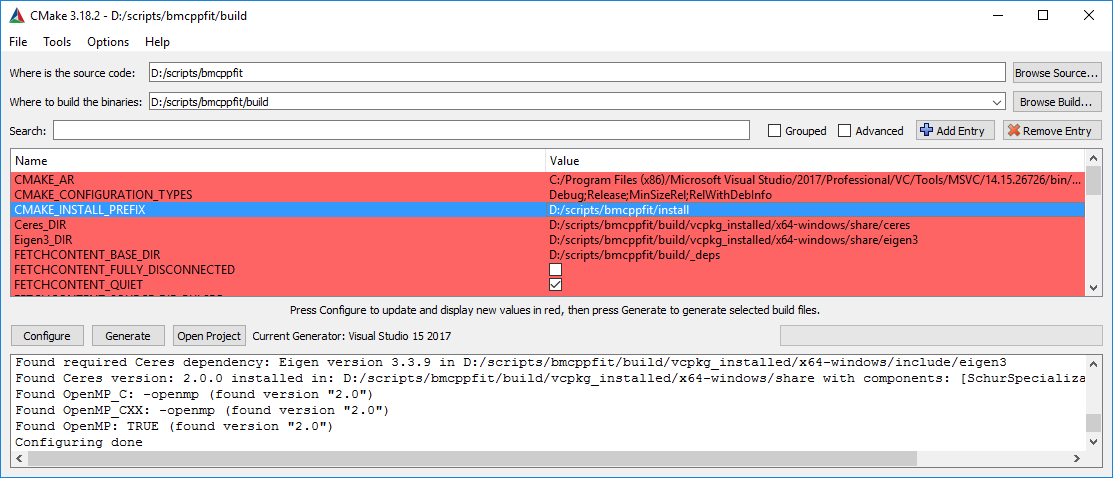 CMake 3.18.2 - D:/scripts/bmcppfit/build
File Tools Options Help
Where is the source code: D:/scripts/bmcppfit Browse Source...
Where to build the binaries: D:/scripts/bmcppfit/build Browse Build...
Search: Grouped Advanced Add Entry Remove Entry
Name Value
CMAKE_AR C:/Program Files (x86)/Microsoft Visual Studio/2017/Professional/VC/Tools/MSVC/14.15.26726/bin/...
CMAKE_CONFIGURATION_TYPES Debug;Release;MinSizeRel;RelWithDebInfo
CMAKE_INSTALL_PREFIX D:/scripts/bmcppfit/install
Ceres_DIR D:/scripts/bmcppfit/build/vcpkg_installed/x64-windows/share/ceres
Eigen3_DIR D:/scripts/bmcppfit/build/vcpkg_installed/x64-windows/share/eigen3
FETCHCONTENT_BASE_DIR D:/scripts/bmcppfit/build/_deps
FETCHCONTENT_FULLY_DISCONNECTED
FETCHCONTENT_QUIET
Press Configure to update and display new values in red, then press Generate to generate selected build files.
Configure Generate Open Project Current Generator: Visual Studio 15 2017
Found required Ceres dependency: Eigen version 3.3.9 in D:/scripts/bmcppfit/build/vcpkg_installed/x64-windows/include/eigen3
Found Ceres version: 2.0.0 installed in: D:/scripts/bmcppfit/build/vcpkg_installed/x64-windows/share with components: [SchurSpecializa
Found OpenMP_C: -openmp (found version "2.0")
Found OpenMP_CXX: -openmp (found version "2.0")
Found OpenMP: TRUE (found version "2.0")
Configuring done